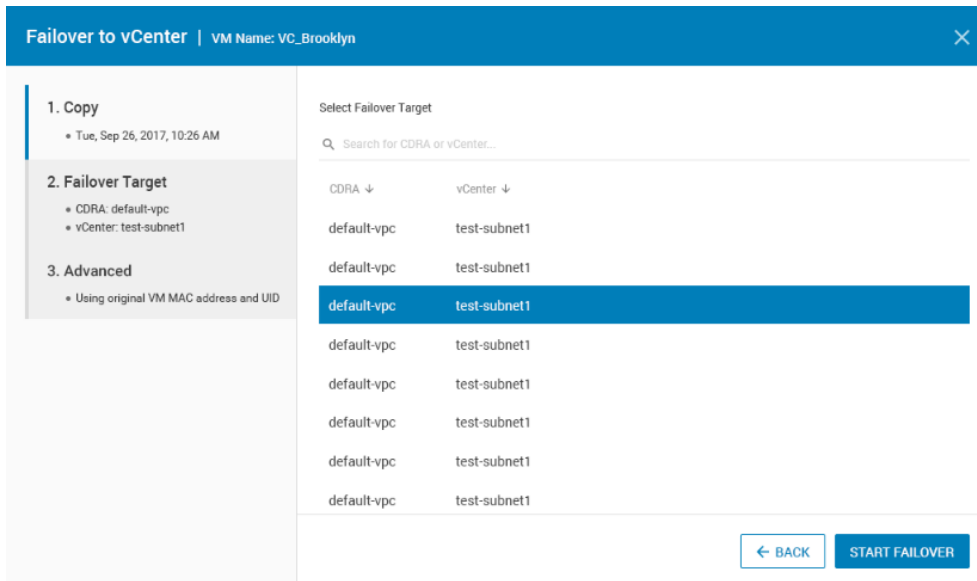 Failover to vCenter | VM Name: VC_Brooklyn
1. Copy
• Tue, Sep 26, 2017, 10:26 AM
2. Failover Target
• CDRA: default-vpc
• vCenter: test-subnet1
3. Advanced
• Using original VM MAC address and UID
Select Failover Target
Search for CDRA or vCenter...
CDRA ↓ vCenter ↓
default-vpc test-subnet1
default-vpc test-subnet1
default-vpc test-subnet1
default-vpc test-subnet1
default-vpc test-subnet1
default-vpc test-subnet1
default-vpc test-subnet1
default-vpc test-subnet1
← BACK START FAILOVER